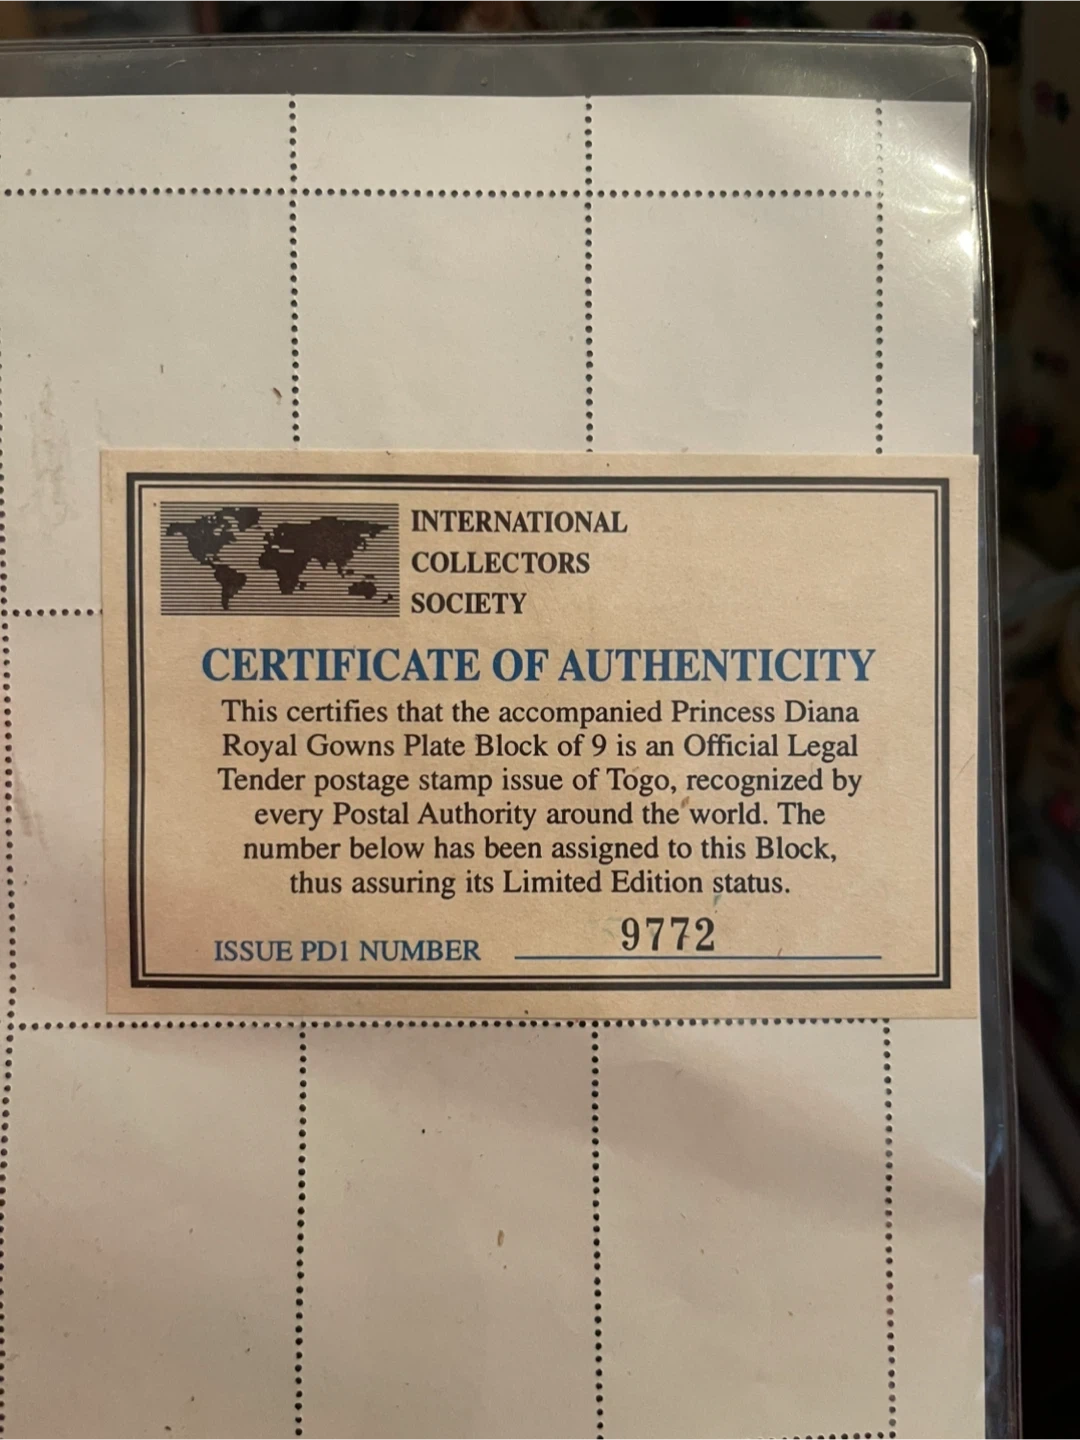 INTERNATIONAL
COLLECTORS
SOCIETY
CERTIFICATE OF AUTHENTICITY
This certifies that the accompanied Princess Diana
Royal Gowns Plate Block of 9 is an Official Legal
Tender postage stamp issue of Togo, recognized by
every Postal Authority around the world. The
number below has been assigned to this Block,
thus assuring its Limited Edition status.
ISSUE PD1 NUMBER 9772